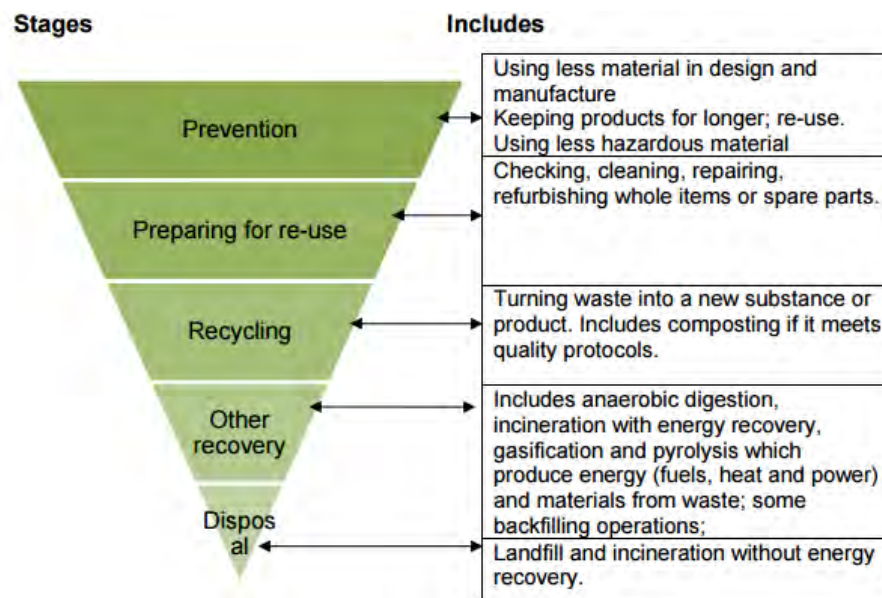 Stages
Includes
Prevention
Using less material in design and
manufacture
Keeping products for longer; re-use.
Using less hazardous material
Preparing for re-use
Checking, cleaning, repairing,
refurbishing whole items or spare parts.
Recycling
Turning waste into a new substance or
product. Includes composting if it meets
quality protocols.
Other
recovery
Includes anaerobic digestion,
incineration with energy recovery,
gasification and pyrolysis which
produce energy (fuels, heat and power)
and materials from waste; some
backfilling operations;
Dispos
al
Landfill and incineration without energy
recovery.